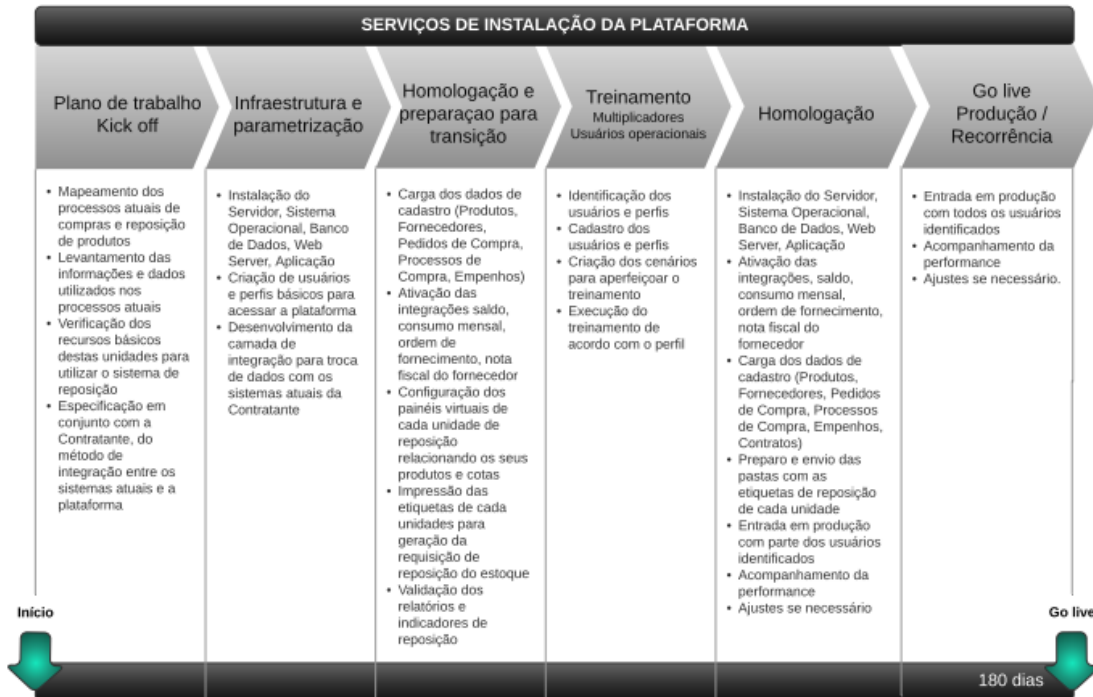 SERVIÇOS DE INSTALAÇÃO DA PLATAFORMA
Plano de trabalho
Kick off
Infraestrutura e
parametrização
Homologação e
preparaçao para
transição
Treinamento
Multiplicadores
Usuários operacionais
Homologação
Go live
Produção /
Recorrência
• Mapeamento dos
processos atuais de
compras e reposição
de produtos
• Levantamento das
informações e dados
utilizados nos
processos atuais
• Verificação dos
recursos básicos
destas unidades para
utilizar o sistema de
reposição
• Especificação em
conjunto com a
Contratante, do
método de
integração entre os
sistemas atuais e a
plataforma
• Instalação do
Servidor, Sistema
Operacional, Banco
de Dados, Web
Server, Aplicação
• Criação de usuários
e perfis básicos para
acessar a plataforma
• Desenvolvimento da
camada de
integração para troca
de dados com os
sistemas atuais da
Contratante
• Carga dos dados de
cadastro (Produtos,
Fornecedores,
Pedidos de Compra,
Processos de
Compra, Empenhos)
• Ativação das
integrações saldo,
consumo mensal,
ordem de
fornecimento, nota
fiscal do fornecedor
• Configuração dos
painéis virtuais de
cada unidade de
reposição
relacionando os seus
produtos e cotas
• Impressão das
etiquetas de cada
unidades para
geração da
requisição de
reposição do estoque
• Validação dos
relatórios e
indicadores de
reposição
• Identificação dos
usuários e perfis
• Cadastro dos
usuários e perfis
• Criação dos cenários
para aperfeiçoar o
treinamento
• Execução do
treinamento de
acordo com o perfil
• Instalação do Servidor,
Sistema Operacional,
Banco de Dados, Web
Server, Aplicação
• Ativação das
integrações, saldo,
consumo mensal,
ordem de fornecimento,
nota fiscal do
fornecedor
• Carga dos dados de
cadastro (Produtos,
Fornecedores, Pedidos
de Compra, Processos
de Compra, Empenhos,
Contratos)
• Preparo e envio das
pastas com as
etiquetas de reposição
de cada unidade
• Entrada em produção
com parte dos usuários
identificados
• Acompanhamento da
performance
• Ajustes se necessário
• Entrada em produção
com todos os usuários
identificados
• Acompanhamento da
performance
• Ajustes se necessário.
Início
Go live
180 dias